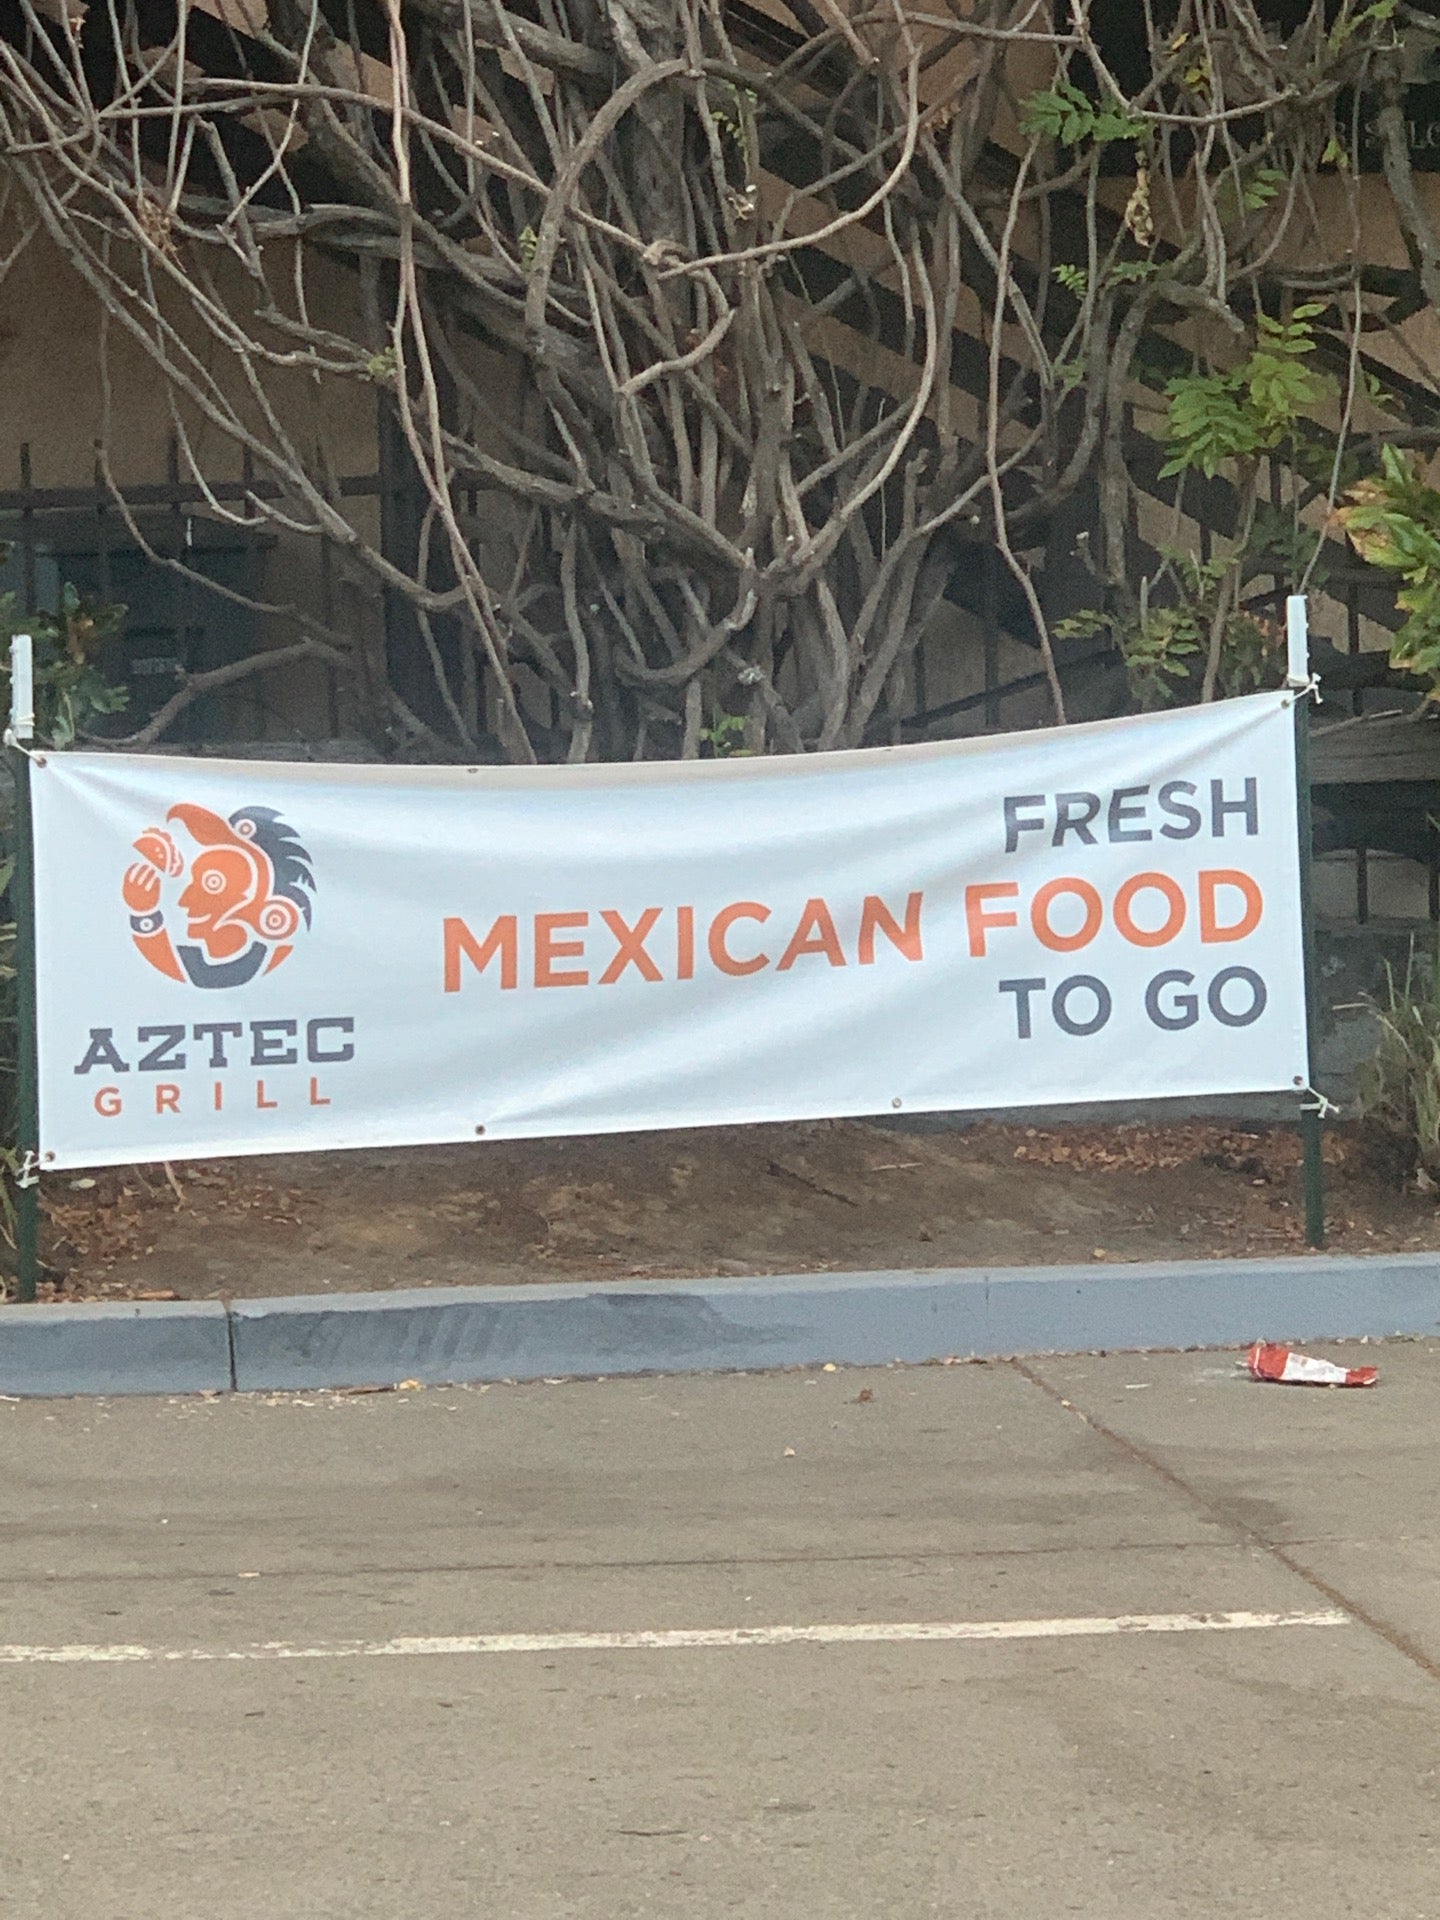 AZTEC
GRILL
FRESH
MEXICAN FOOD
TO GO